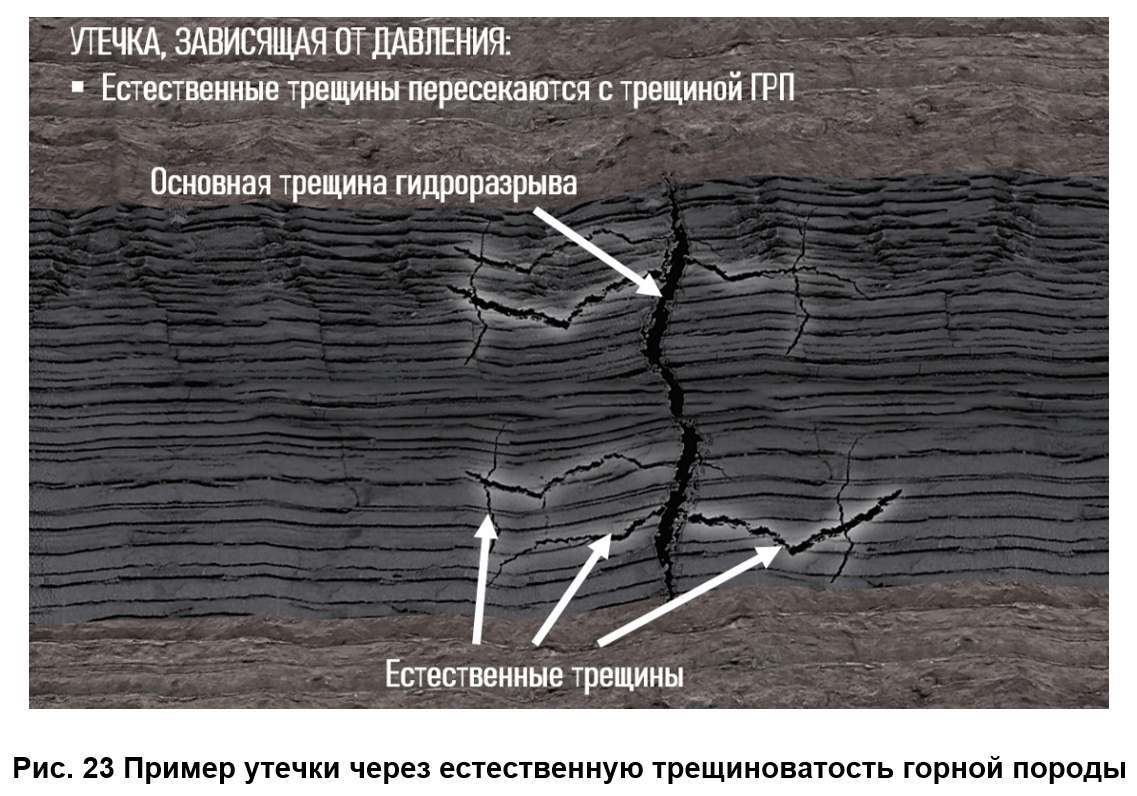 УТЕЧКА, ЗАВИСЯЩАЯ ОТ ДАВЛЕНИЯ:
▪ Естественные трещины пересекаются с трещиной ГРП
Основная трещина гидроразрыва
Естественные трещины
Рис. 23 Пример утечки через естественную трещиноватость горной породы